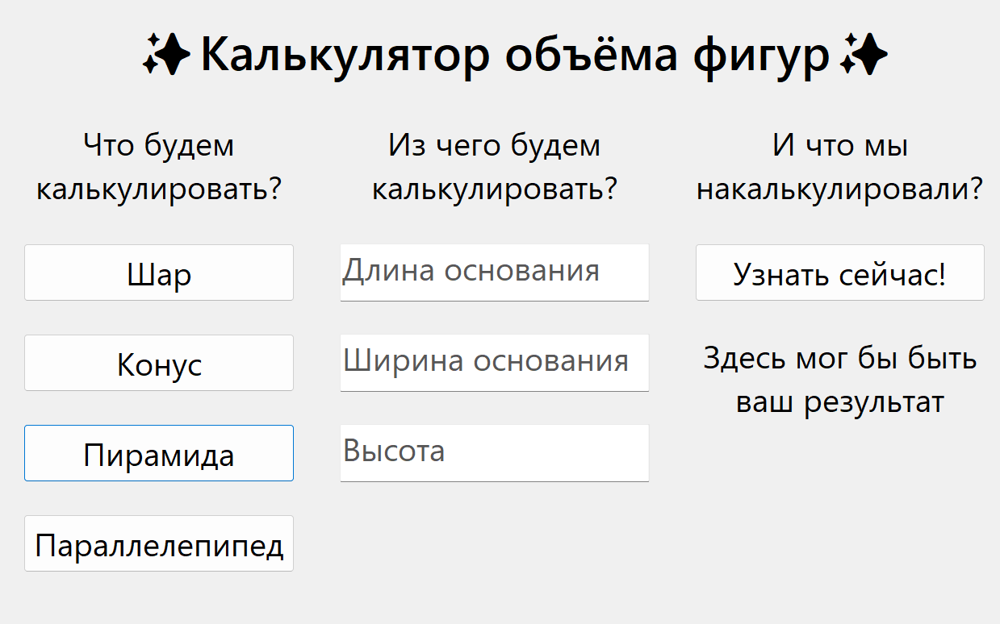 ✨Калькулятор объёма фигур✨
Что будем
калькулировать?
Шар
Конус
Пирамида
Параллелепипед
Из чего будем
калькулировать?
Длина основания
Ширина основания
Высота
И что мы
накалькулировали?
Узнать сейчас!
Здесь мог бы быть
ваш результат